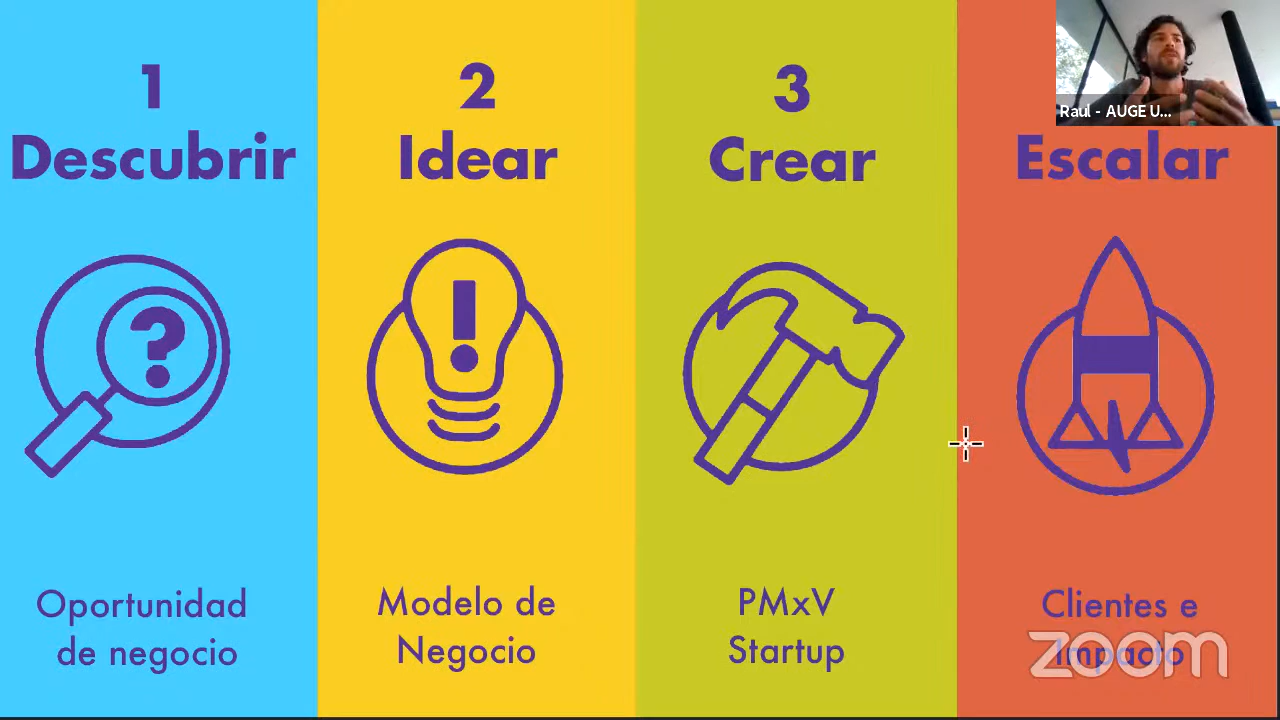 1
Descubrir
Oportunidad
de negocio
2
Idear
Modelo de
Negocio
3
Crear
PMxV
Startup
Raul - AUGE U...
Escalar
Clientes e
Impacto
zoom